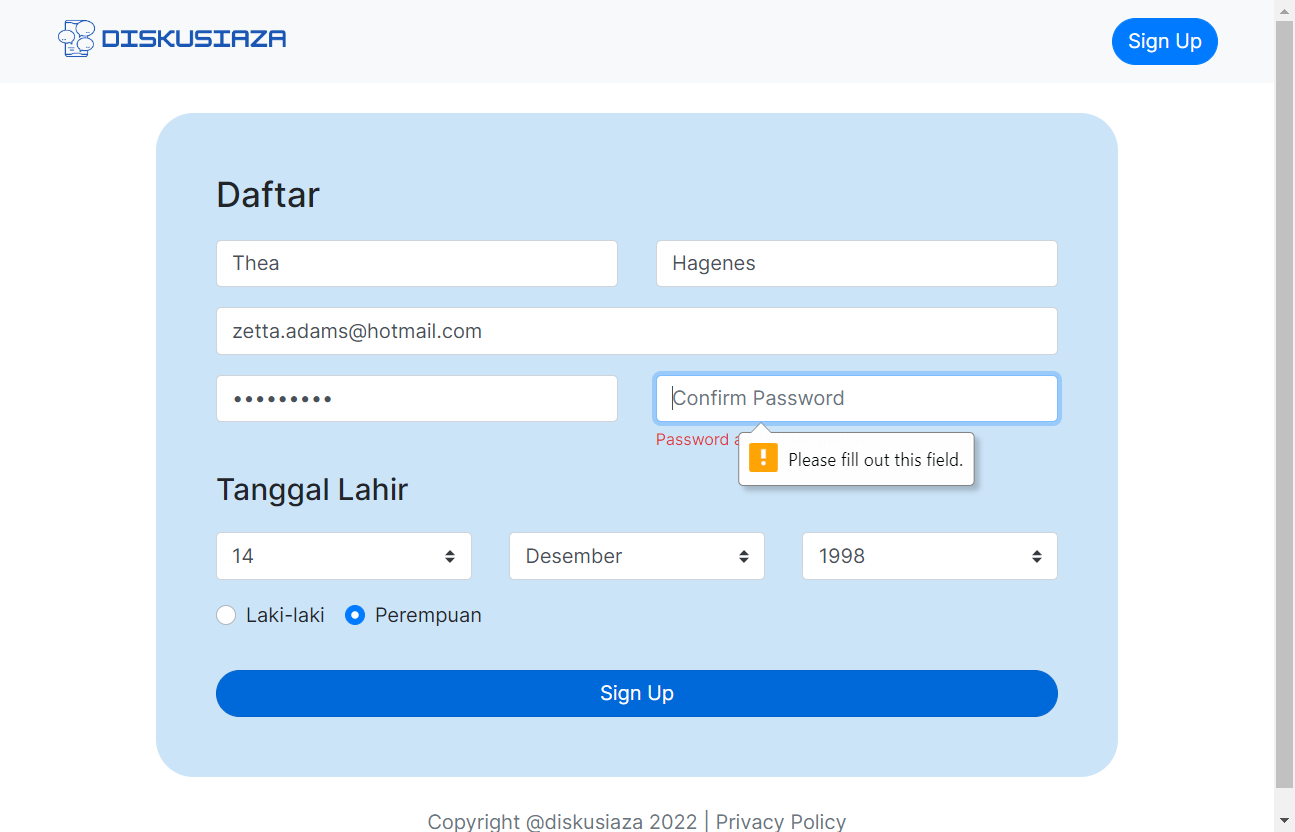 DISKUSIAZA
Sign Up
Daftar
Thea
Hagenes
zetta.adams@hotmail.com
•••••••••
Confirm Password
Password
Please fill out this field.
Tanggal Lahir
14
Desember
1998
Laki-laki
Perempuan
Sign Up
Copyright @diskusiaza 2022 | Privacy Policy